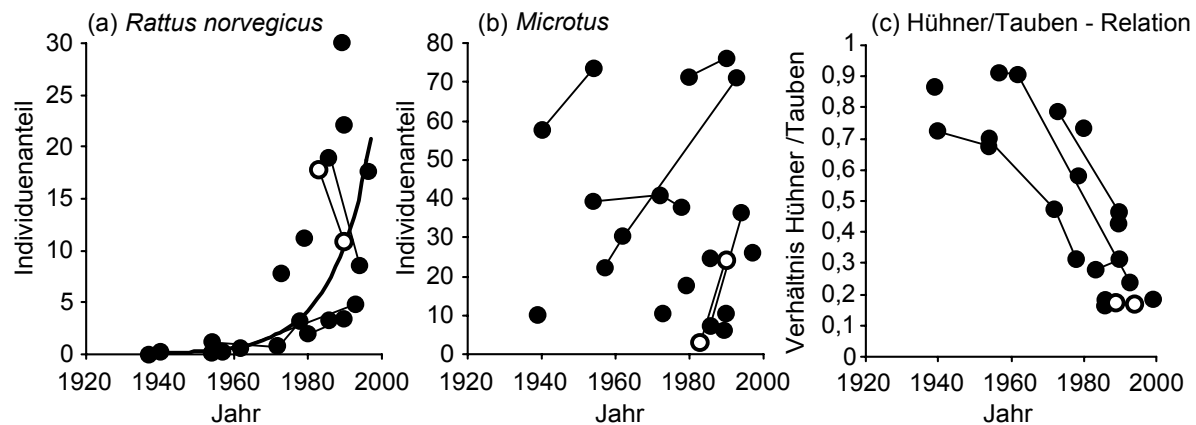 (a) Rattus norvegicus
30
25
20
15
10
5
0
Individuenanteil
1920 1940 1960 1980 2000
Jahr
(b) Microtus
80
70
60
50
40
30
20
10
0
Individuenanteil
1920 1940 1960 1980 2000
Jahr
(c) Hühner/Tauben - Relation
1
0,9
0,8
0,7
0,6
0,5
0,4
0,3
0,2
0,1
0
Verhältnis Hühner /Tauben
1920 1940 1960 1980 2000
Jahr